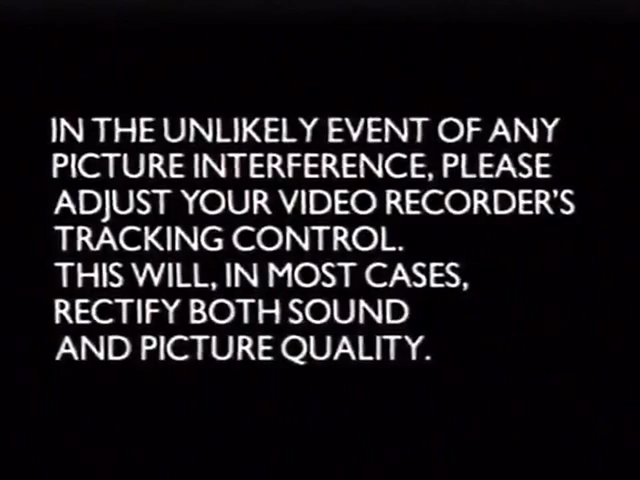 IN THE UNLIKELY EVENT OF ANY
PICTURE INTERFERENCE, PLEASE
ADJUST YOUR VIDEO RECORDER'S
TRACKING CONTROL.
THIS WILL, IN MOST CASES,
RECTIFY BOTH SOUND
AND PICTURE QUALITY.